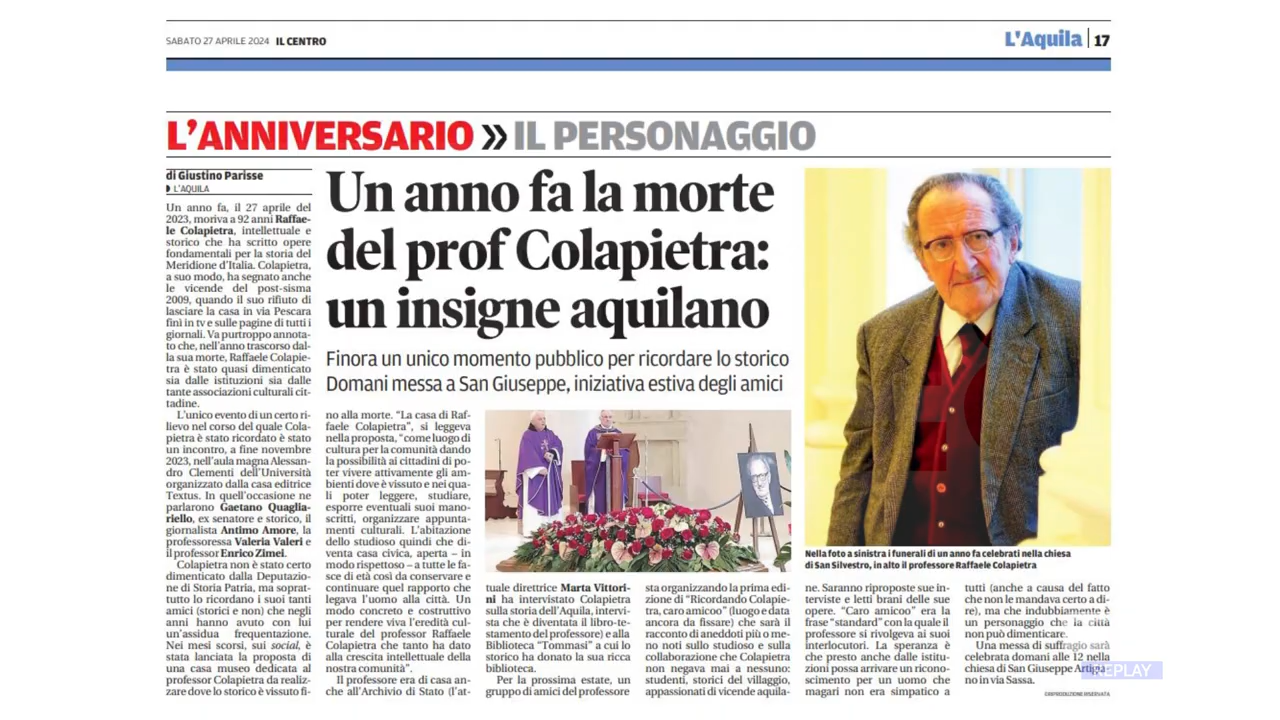 SABATO 27 APRILE 2024 IL CENTRO
L'Aquila 17
L'ANNIVERSARIO » IL PERSONAGGIO
di Giustino Parisse
L'AQUILA
Un anno fa la morte
del prof Colapietra:
un insigne aquilano
Finora un unico momento pubblico per ricordare lo storico
Domani messa a San Giuseppe, iniziativa estiva degli amici
Un anno fa, il 27 aprile del
2023, moriva a 92 anni Raffae-
le Colapietra, intellettuale e
storico che ha scritto opere
fondamentali per la storia del
Meridione d'Italia. Colapietra,
a suo modo, ha segnato anche
le vicende del post-sisma
2009, quando il suo rifiuto di
lasciare la casa in via Pescara
finì in tv e sulle pagine di tutti i
giornali. Va purtroppo annota-
to che, nell'anno trascorso dal-
la sua morte, Raffaele Colapie-
tra è stato quasi dimenticato
sia dalle istituzioni sia dalle
tante associazioni culturali cit-
tadine.
L'unico evento di un certo ri-
lievo nel corso del quale Cola-
pietra è stato ricordato è stato
un incontro, a fine novembre
2023, nell'aula magna Alessan-
dro Clementi dell'Università
organizzato dalla casa editrice
Textus. In quell'occasione ne
parlarono Gaetano Quaglia-
riello, ex senatore e storico, il
giornalista Antimo Amore, la
professoressa Valeria Valeri e
il professor Enrico Zimei.
Colapietra non è stato certo
dimenticato dalla Deputazio-
ne di Storia Patria, ma soprat-
tutto lo ricordano i suoi tanti
amici (storici e non) che negli
anni hanno avuto con lui
un'assidua frequentazione.
Nei mesi scorsi, sui social, è
stata lanciata la proposta di
una casa museo dedicata al
professor Colapietra da realiz-
zare dove lo storico è vissuto fi-
no alla morte. “La casa di Raf-
faele Colapietra”, si leggeva
nella proposta, “come luogo di
cultura per la comunità dando
la possibilità ai cittadini di po-
ter vivere attivamente gli am-
bienti dove è vissuto e nei qua-
li poter leggere, studiare,
esporre eventuali suoi mano-
scritti, organizzare appunta-
menti culturali. L'abitazione
dello studioso quindi che di-
venta casa civica, aperta – in
modo rispettoso – a tutte le fa-
sce di età così da conservare e
continuare quel rapporto che
legava l'uomo alla città. Un
modo concreto e costruttivo
per rendere viva l'eredità cul-
turale del professor Raffaele
Colapietra che tanto ha dato
alla crescita intellettuale della
nostra comunità”.
Il professore era di casa an-
che all'Archivio di Stato (l'at-
tuale direttrice Marta Vittori-
ni ha intervistato Colapietra
sulla storia dell'Aquila, intervi-
sta che è diventata il libro-te-
stamento del professore) e alla
Biblioteca “Tommasi” a cui lo
storico ha donato la sua ricca
biblioteca.
Per la prossima estate, un
gruppo di amici del professore
sta organizzando la prima edi-
zione di “Ricordando Colapie-
tra, caro amicoo” (luogo e data
ancora da fissare) che sarà il
racconto di aneddoti più o me-
no noti sullo studioso e sulla
collaborazione che Colapietra
non negava mai a nessuno:
studenti, storici del villaggio,
appassionati di vicende aquila-
Nella foto a sinistra i funerali di un anno fa celebrati nella chiesa
di San Silvestro, in alto il professore Raffaele Colapietra
ne. Saranno riproposte sue in-
terviste e letti brani delle sue
opere. “Caro amicoo” era la
frase “standard” con la quale il
professore si rivolgeva ai suoi
interlocutori. La speranza è
che presto anche dalle istitu-
zioni possa arrivare un ricono-
scimento per un uomo che
magari non era simpatico a
tutti (anche a causa del fatto
che non le mandava certo a di-
re), ma che indubbiamente è
un personaggio che la città
non può dimenticare.
Una messa di suffragio sarà
celebrata domani alle 12 nella
chiesa di San Giuseppe Artigia-
no in via Sassa.
©RIPRODUZIONE RISERVATA
REPLAY